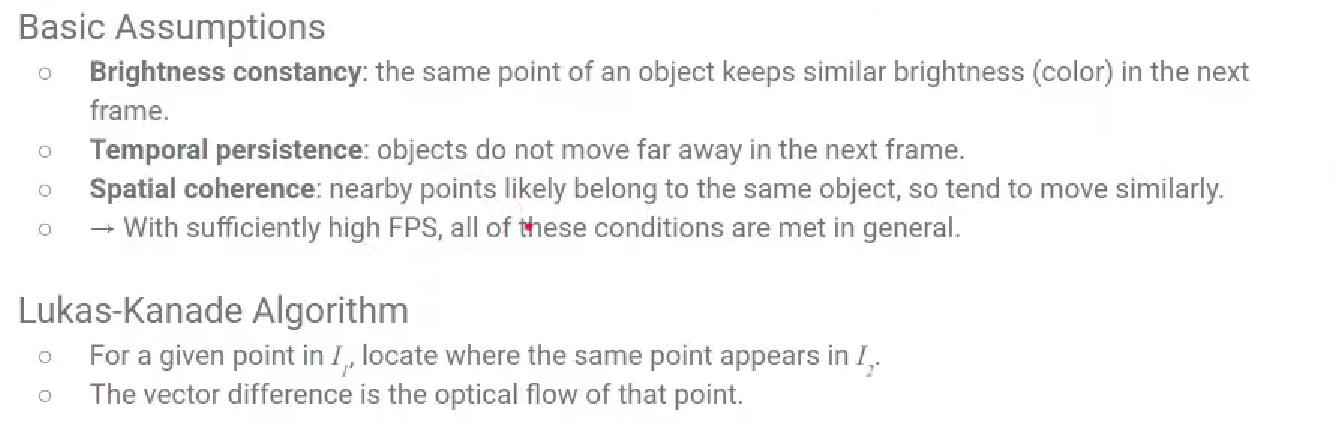 Basic Assumptions
○ Brightness constancy: the same point of an object keeps similar brightness (color) in the next
frame.
○ Temporal persistence: objects do not move far away in the next frame.
○ Spatial coherence: nearby points likely belong to the same object, so tend to move similarly.
○ → With sufficiently high FPS, all of these conditions are met in general.
Lukas-Kanade Algorithm
○ For a given point in I₁, locate where the same point appears in I₂.
○ The vector difference is the optical flow of that point.